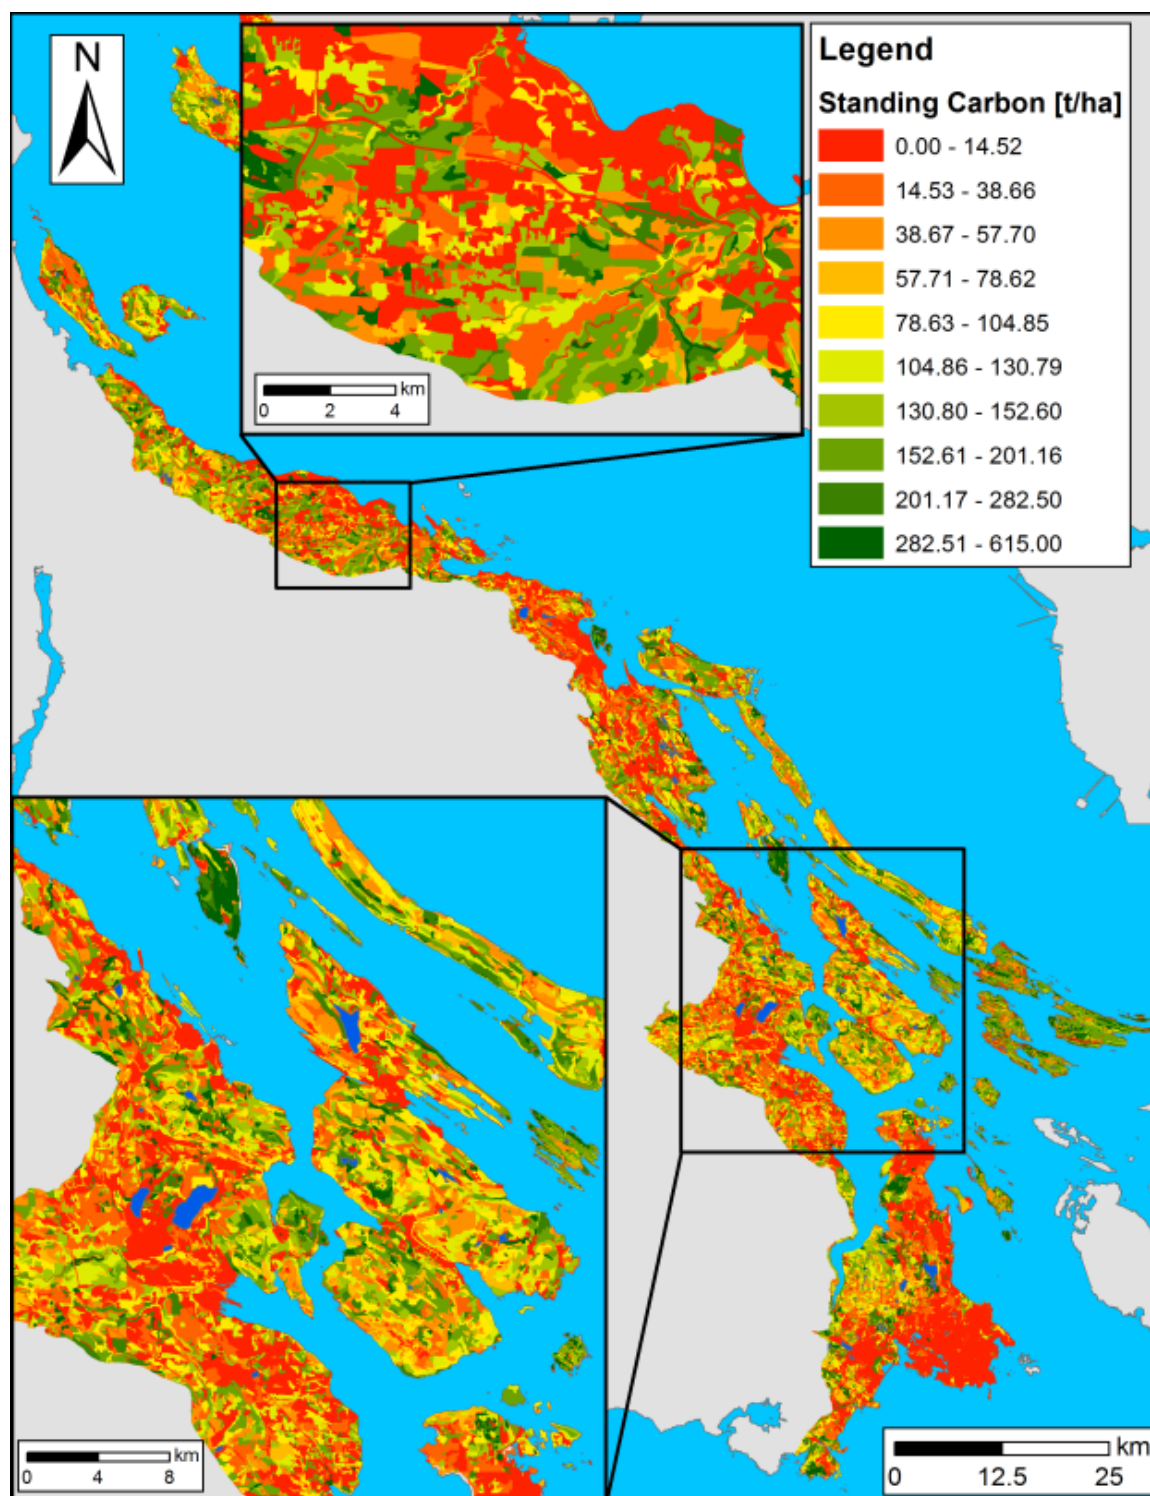 N
Legend
Standing Carbon [t/ha]
0.00 - 14.52
14.53 - 38.66
38.67 - 57.70
57.71 - 78.62
78.63 - 104.85
104.86 - 130.79
130.80 - 152.60
152.61 - 201.16
201.17 - 282.50
282.51 - 615.00
km
0 2 4
km
0 4 8
km
0 12.5 25